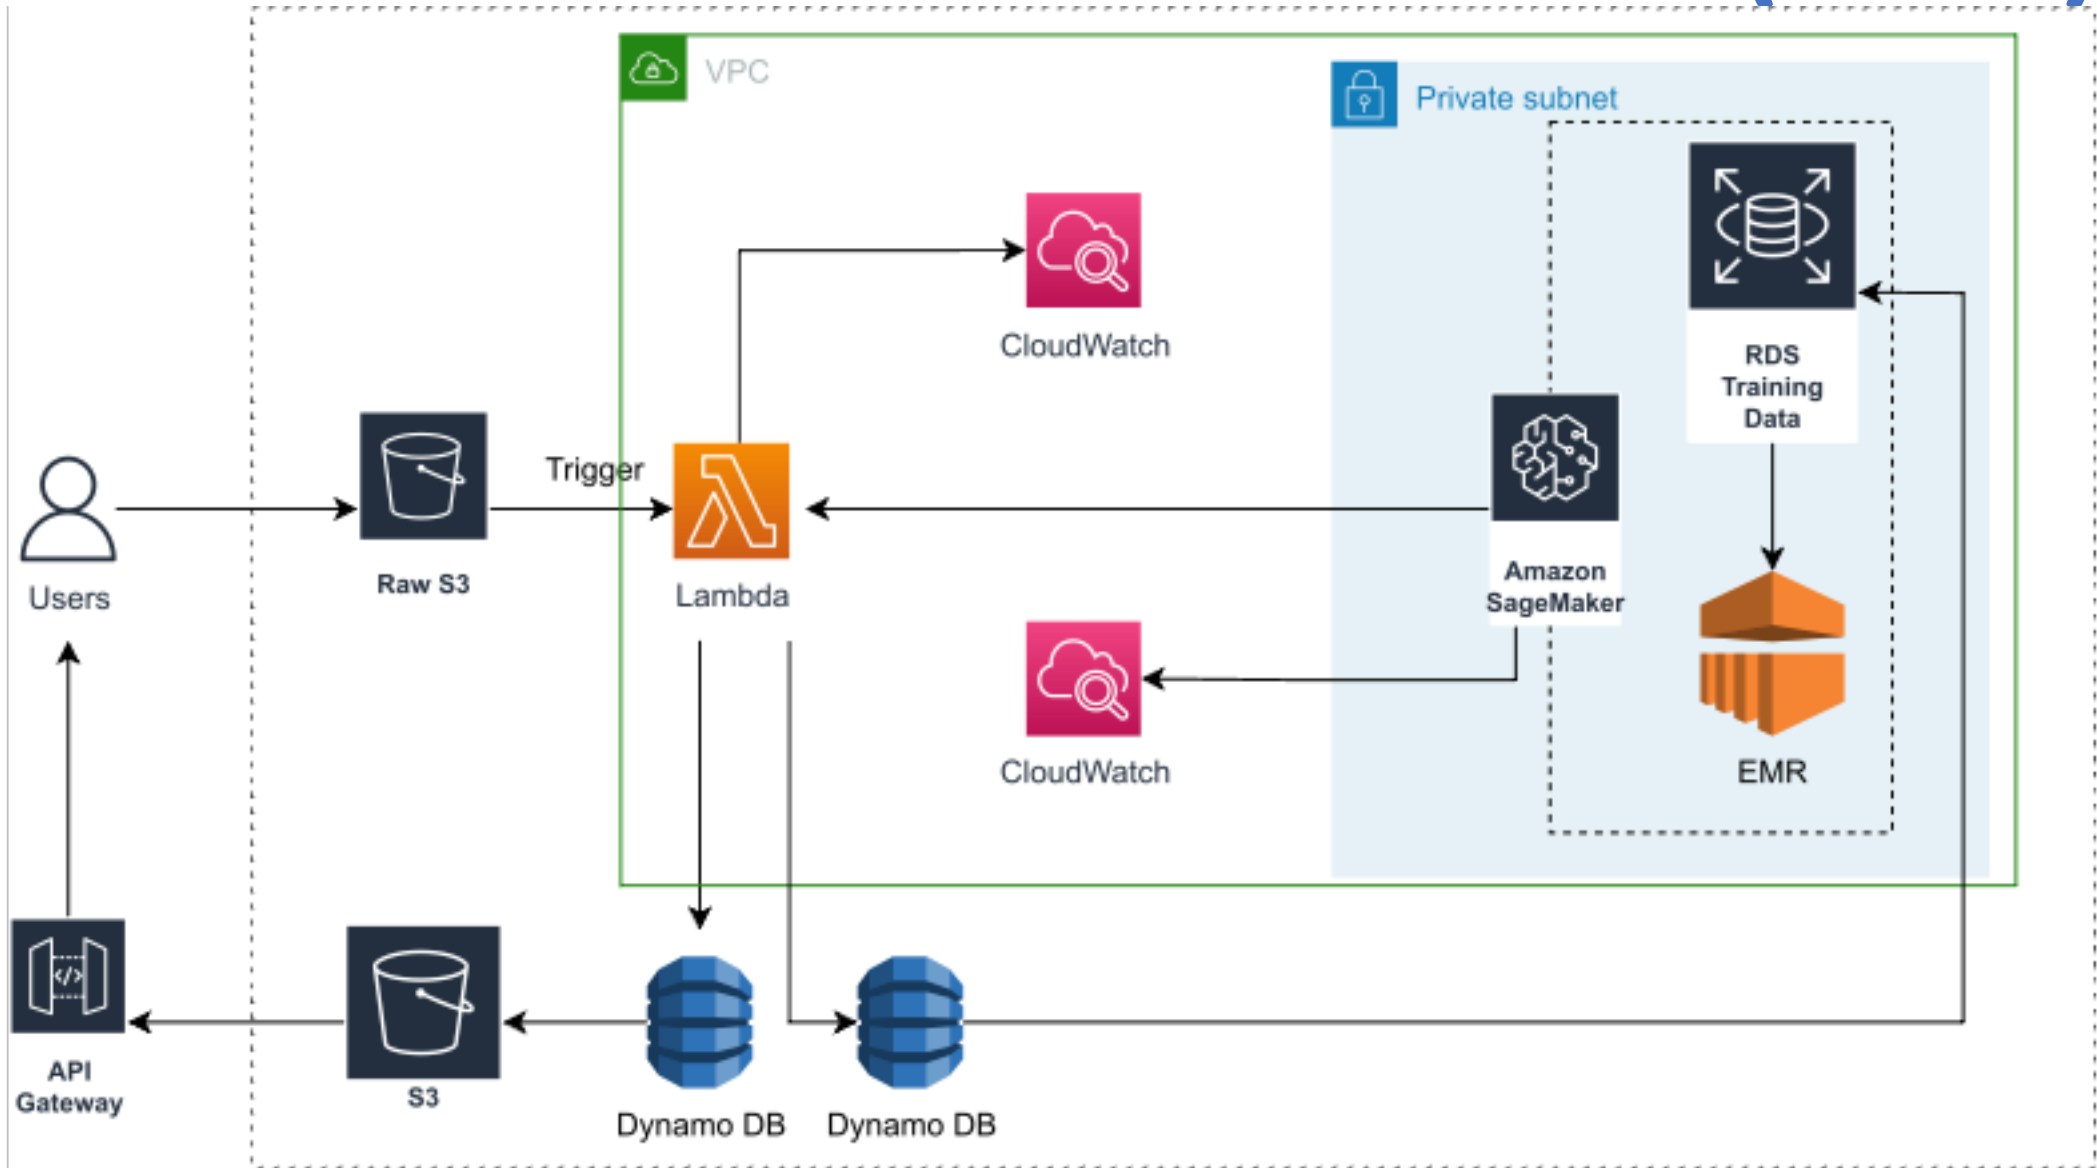 VPC
Private subnet
CloudWatch
RDS
Training
Data
Trigger
Users
Raw S3
Lambda
Amazon
SageMaker
CloudWatch
EMR
</>
API
Gateway
S3
Dynamo DB
Dynamo DB